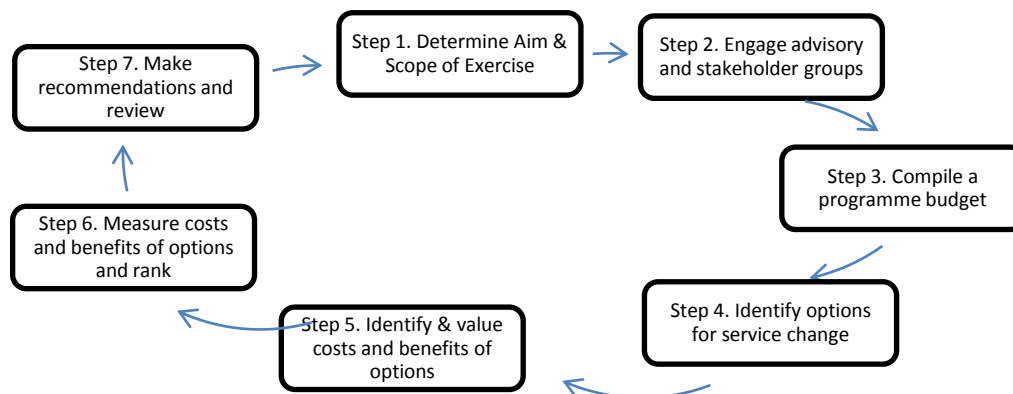 Step 1. Determine Aim &
Scope of Exercise
Step 2. Engage advisory
and stakeholder groups
Step 3. Compile a
programme budget
Step 4. Identify options
for service change
Step 5. Identify & value
costs and benefits of
options
Step 6. Measure costs
and benefits of options
and rank
Step 7. Make
recommendations and
review